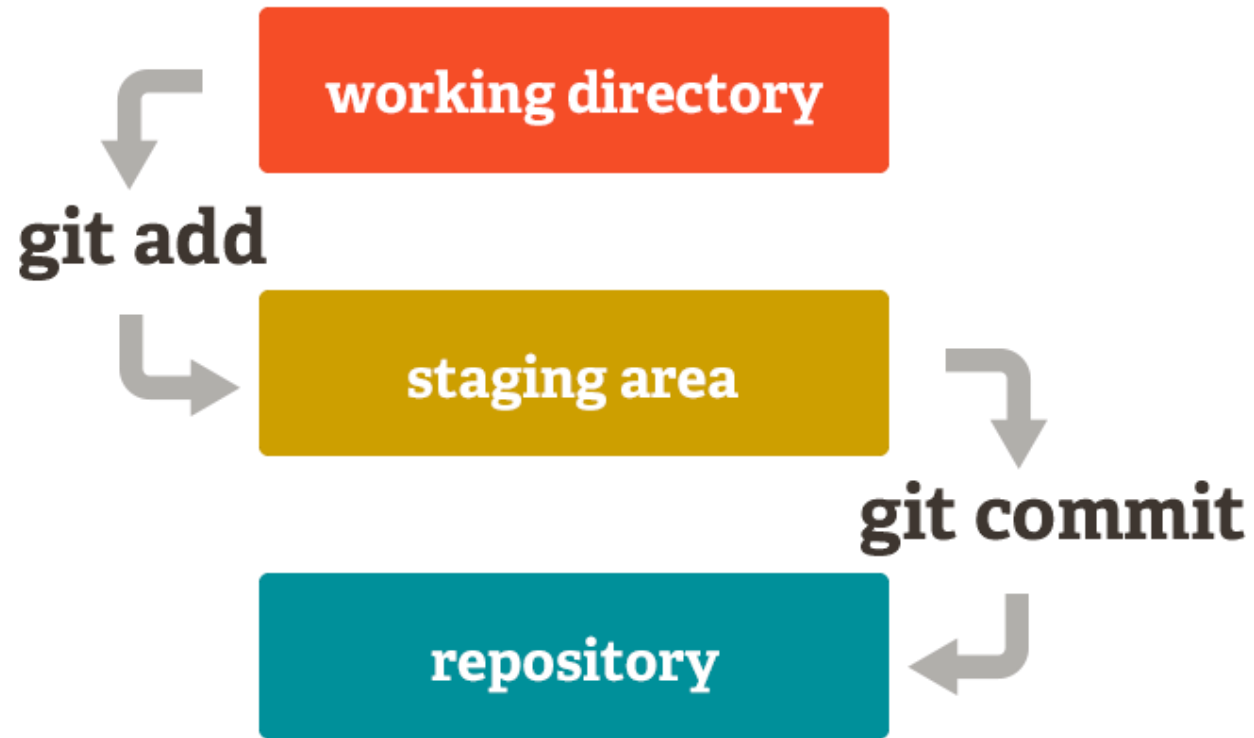 working directory
git add
staging area
git commit
repository